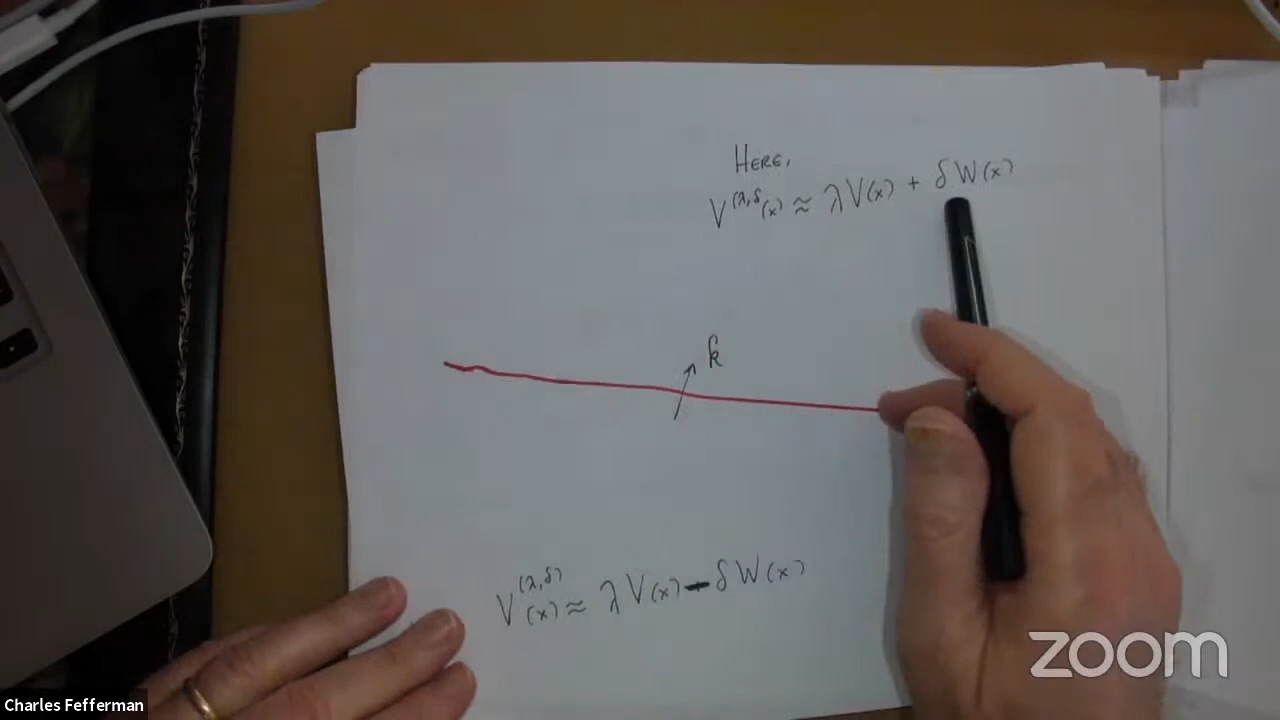 HERE,
V^(λ,δ (x) ≈ λV(x) + δW(x)
k
V^(λ,δ) (x) ≈ λV(x) - δW(x)
zoom
Charles Fefferman